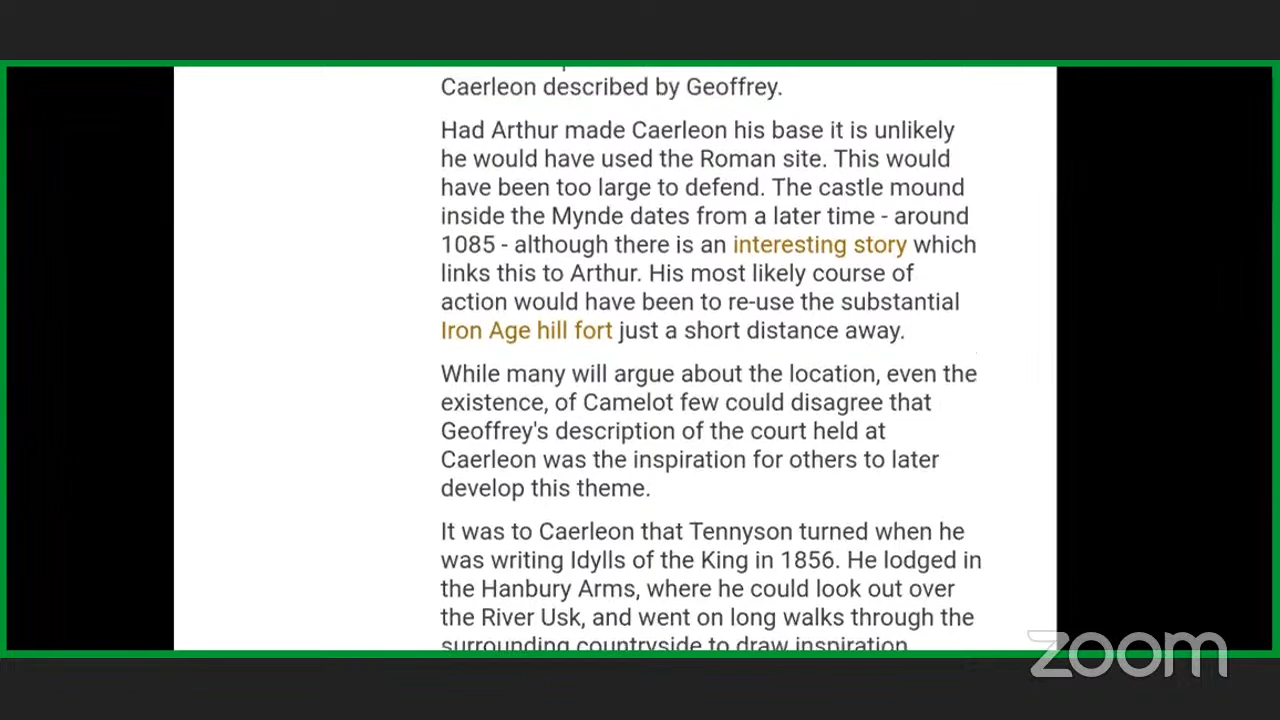 Caerleon described by Geoffrey.
Had Arthur made Caerleon his base it is unlikely
he would have used the Roman site. This would
have been too large to defend. The castle mound
inside the Mynde dates from a later time - around
1085 - although there is an interesting story which
links this to Arthur. His most likely course of
action would have been to re-use the substantial
Iron Age hill fort just a short distance away.
While many will argue about the location, even the
existence, of Camelot few could disagree that
Geoffrey's description of the court held at
Caerleon was the inspiration for others to later
develop this theme.
It was to Caerleon that Tennyson turned when he
was writing Idylls of the King in 1856. He lodged in
the Hanbury Arms, where he could look out over
the River Usk, and went on long walks through the
surrounding countryside to draw inspiration
zoom